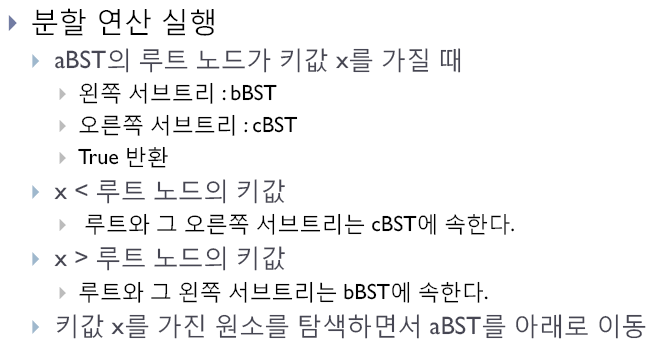 분할 연산 실행
aBST의 루트 노드가 키값 x를 가질 때
왼쪽 서브트리 : bBST
오른쪽 서브트리 : cBST
True 반환
x < 루트 노드의 키값
루트와 그 오른쪽 서브트리는 cBST에 속한다.
x > 루트 노드의 키값
루트와 그 왼쪽 서브트리는 bBST에 속한다.
키값 x를 가진 원소를 탐색하면서 aBST를 아래로 이동